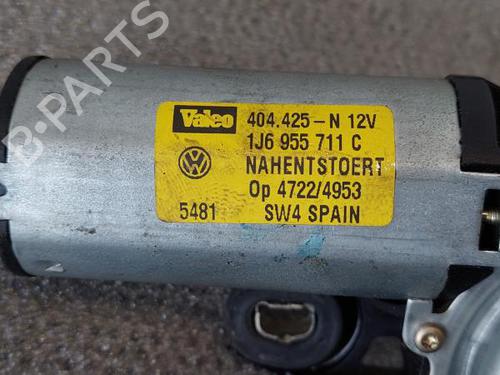 Valeo 404.425-N 12V
1J6 955 711 C
NAHENTSTOERT
Op 4722/4953
5481 SW4 SPAIN
B-PARTS